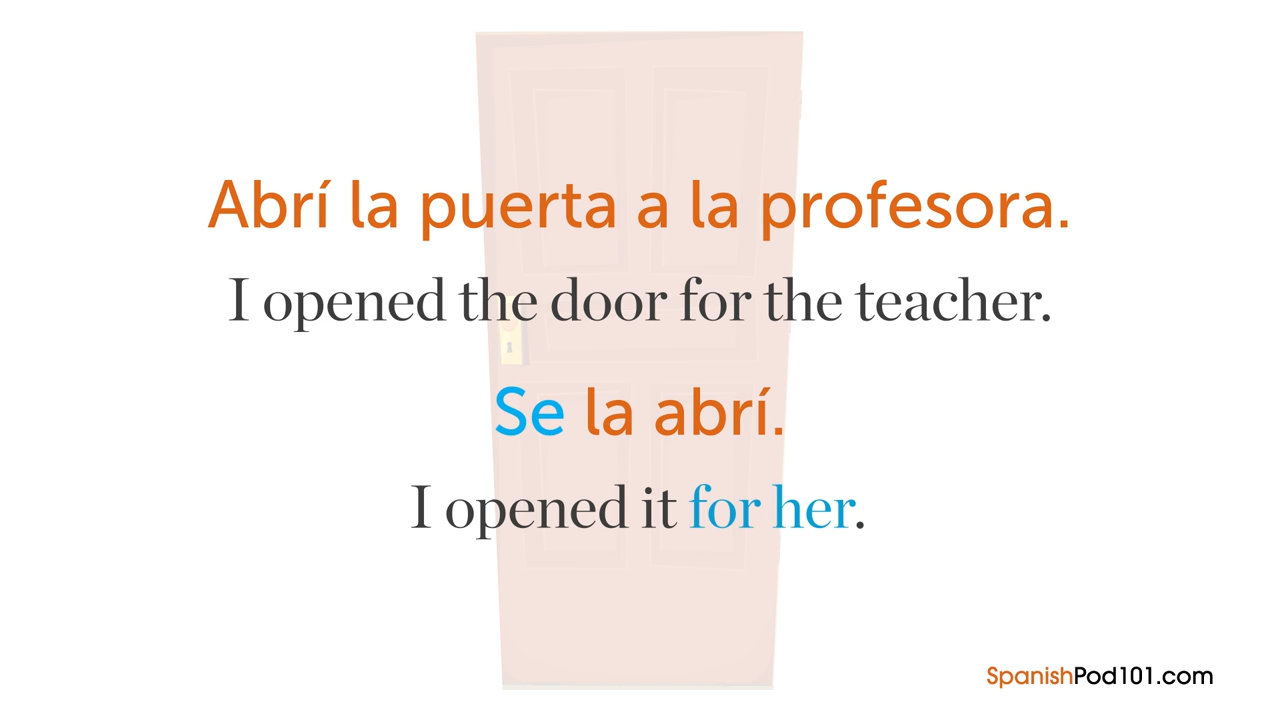 Abrí la puerta a la profesora.
I opened the door for the teacher.
Se la abrí.
I opened it for her.
SpanishPod101.com